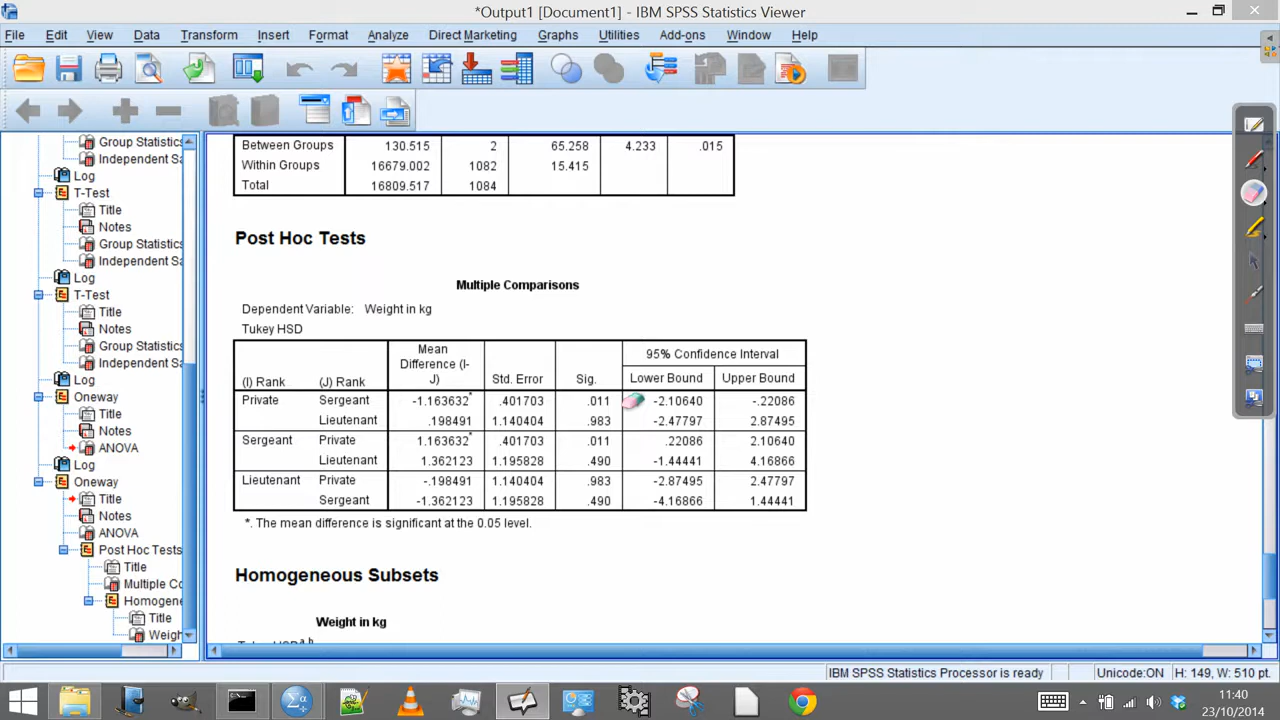 *Output1 [Document1] - IBM SPSS Statistics Viewer
File Edit View Data Transform Insert Format Analyze Direct Marketing Graphs Utilities Add-ons Window Help
Group Statistics
Independent Sa
Log
T-Test
Title
Notes
Group Statistics
Independent Sa
Log
T-Test
Title
Notes
Group Statistics
Independent Sa
Log
Oneway
Title
Notes
ANOVA
Log
Oneway
Title
Notes
ANOVA
Post Hoc Tests
Title
Multiple Co
Homogene
Title
Weigh
Between Groups 130.515 2 65.258 4.233 .015
Within Groups 16679.002 1082 15.415
Total 16809.517 1084
Post Hoc Tests
Multiple Comparisons
Dependent Variable: Weight in kg
Tukey HSD
(I) Rank (J) Rank Mean Difference (I-J) Std. Error Sig. 95% Confidence Interval
Lower Bound Upper Bound
Private Sergeant -1.163632* .401703 .011 -2.10640 -.22086
Lieutenant .198491 1.140404 .983 -2.47797 2.87495
Sergeant Private 1.163632* .401703 .011 .22086 2.10640
Lieutenant 1.362123 1.195828 .490 -1.44441 4.16866
Lieutenant Private -.198491 1.140404 .983 -2.87495 2.47797
Sergeant -1.362123 1.195828 .490 -4.16866 1.44441
*. The mean difference is significant at the 0.05 level.
Homogeneous Subsets
Weight in kg
Tukey HSDa,b
IBM SPSS Statistics Processor is ready Unicode:ON H: 149, W: 510 pt.
11:40
23/10/2014